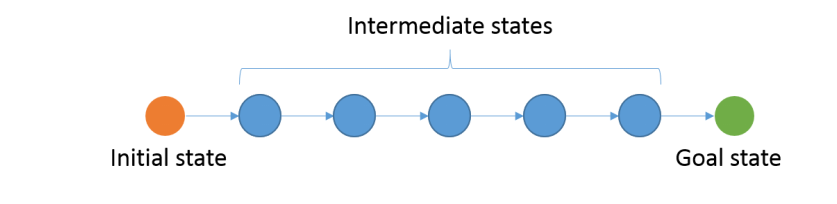 Intermediate states
Initial state
Goal state